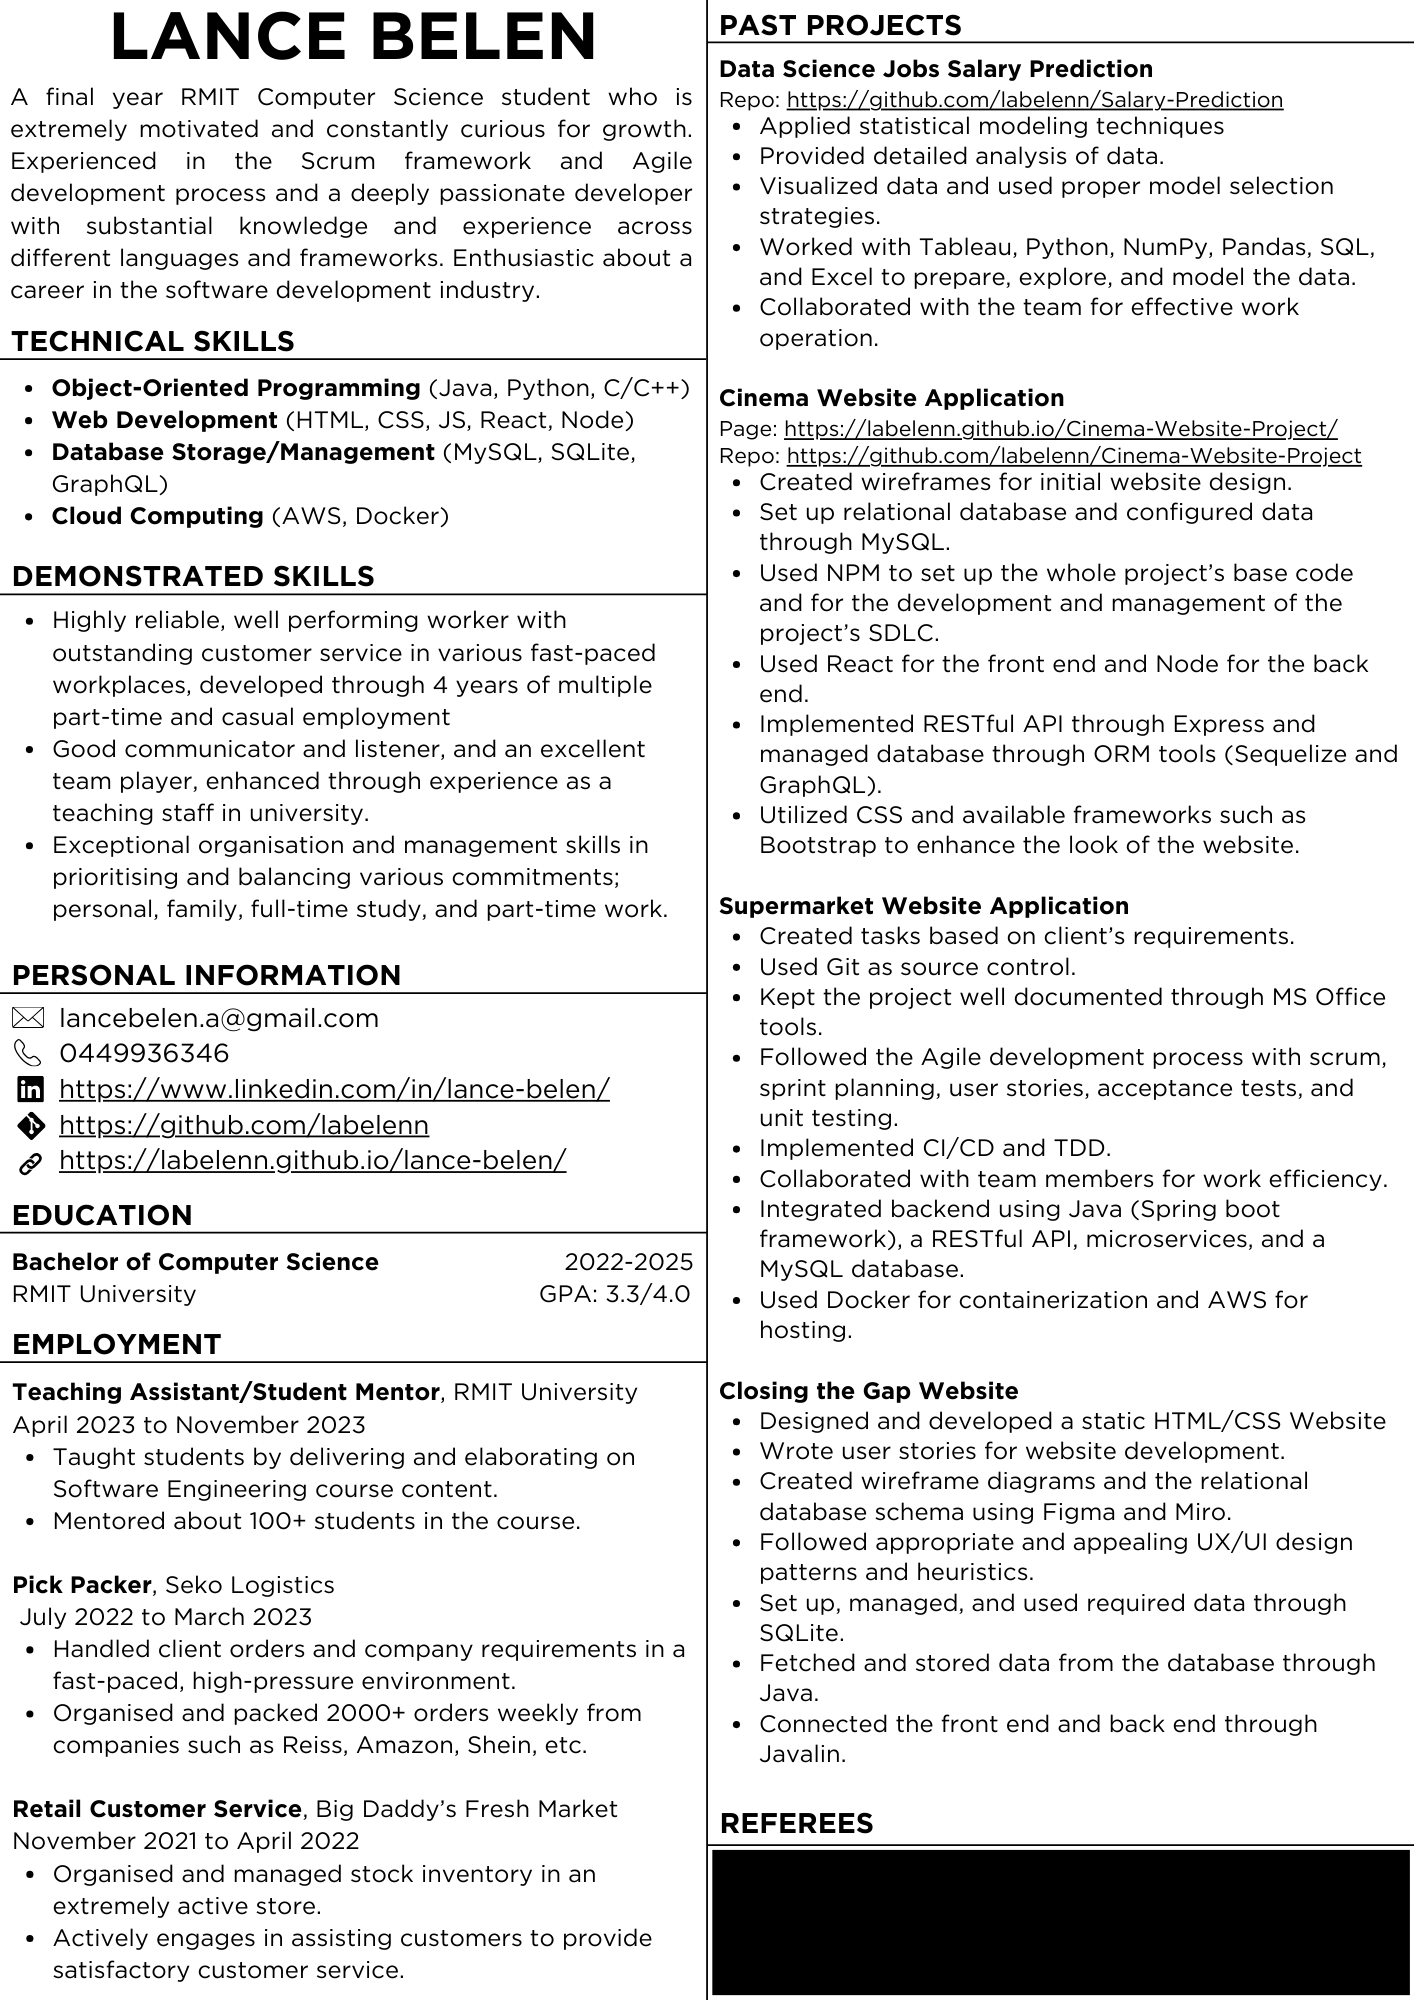 LANCE BELEN
A final year RMIT Computer Science student who is
extremely motivated and constantly curious for growth.
Experienced in the Scrum framework and Agile
development process and a deeply passionate developer
with substantial knowledge and experience across
different languages and frameworks. Enthusiastic about a
career in the software development industry.
TECHNICAL SKILLS
• Object-Oriented Programming (Java, Python, C/C++)
• Web Development (HTML, CSS, JS, React, Node)
• Database Storage/Management (MySQL, SQLite,
GraphQL)
• Cloud Computing (AWS, Docker)
DEMONSTRATED SKILLS
• Highly reliable, well performing worker with
outstanding customer service in various fast-paced
workplaces, developed through 4 years of multiple
part-time and casual employment
• Good communicator and listener, and an excellent
team player, enhanced through experience as a
teaching staff in university.
• Exceptional organisation and management skills in
prioritising and balancing various commitments;
personal, family, full-time study, and part-time work.
PERSONAL INFORMATION
lancebelen.a@gmail.com
0449936346
https://www.linkedin.com/in/lance-belen/
https://github.com/labelenn
https://labelenn.github.io/lance-belen/
EDUCATION
Bachelor of Computer Science 2022-2025
RMIT University GPA: 3.3/4.0
EMPLOYMENT
Teaching Assistant/Student Mentor, RMIT University
April 2023 to November 2023
• Taught students by delivering and elaborating on
Software Engineering course content.
• Mentored about 100+ students in the course.
Pick Packer, Seko Logistics
July 2022 to March 2023
• Handled client orders and company requirements in a
fast-paced, high-pressure environment.
• Organised and packed 2000+ orders weekly from
companies such as Reiss, Amazon, Shein, etc.
Retail Customer Service, Big Daddy’s Fresh Market
November 2021 to April 2022
• Organised and managed stock inventory in an
extremely active store.
• Actively engages in assisting customers to provide
satisfactory customer service.
PAST PROJECTS
Data Science Jobs Salary Prediction
Repo: https://github.com/labelenn/Salary-Prediction
• Applied statistical modeling techniques
• Provided detailed analysis of data.
• Visualized data and used proper model selection
strategies.
• Worked with Tableau, Python, NumPy, Pandas, SQL,
and Excel to prepare, explore, and model the data.
• Collaborated with the team for effective work
operation.
Cinema Website Application
Page: https://labelenn.github.io/Cinema-Website-Project/
Repo: https://github.com/labelenn/Cinema-Website-Project
• Created wireframes for initial website design.
• Set up relational database and configured data
through MySQL.
• Used NPM to set up the whole project’s base code
and for the development and management of the
project’s SDLC.
• Used React for the front end and Node for the back
end.
• Implemented RESTful API through Express and
managed database through ORM tools (Sequelize and
GraphQL).
• Utilized CSS and available frameworks such as
Bootstrap to enhance the look of the website.
Supermarket Website Application
• Created tasks based on client’s requirements.
• Used Git as source control.
• Kept the project well documented through MS Office
tools.
• Followed the Agile development process with scrum,
sprint planning, user stories, acceptance tests, and
unit testing.
• Implemented CI/CD and TDD.
• Collaborated with team members for work efficiency.
• Integrated backend using Java (Spring boot
framework), a RESTful API, microservices, and a
MySQL database.
• Used Docker for containerization and AWS for
hosting.
Closing the Gap Website
• Designed and developed a static HTML/CSS Website
• Wrote user stories for website development.
• Created wireframe diagrams and the relational
database schema using Figma and Miro.
• Followed appropriate and appealing UX/UI design
patterns and heuristics.
• Set up, managed, and used required data through
SQLite.
• Fetched and stored data from the database through
Java.
• Connected the front end and back end through
Javalin.
REFEREES